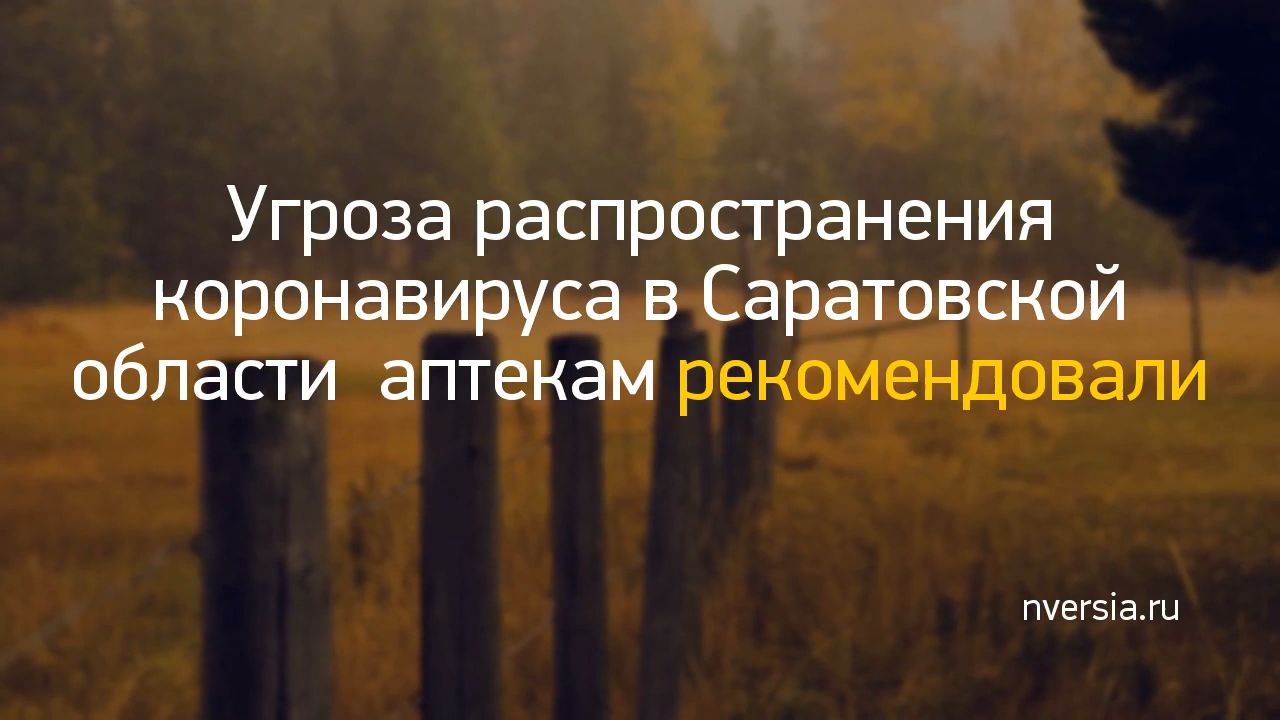 Угроза распространения
коронавируса в Саратовской
области  аптекам рекомендовали
nversia.ru